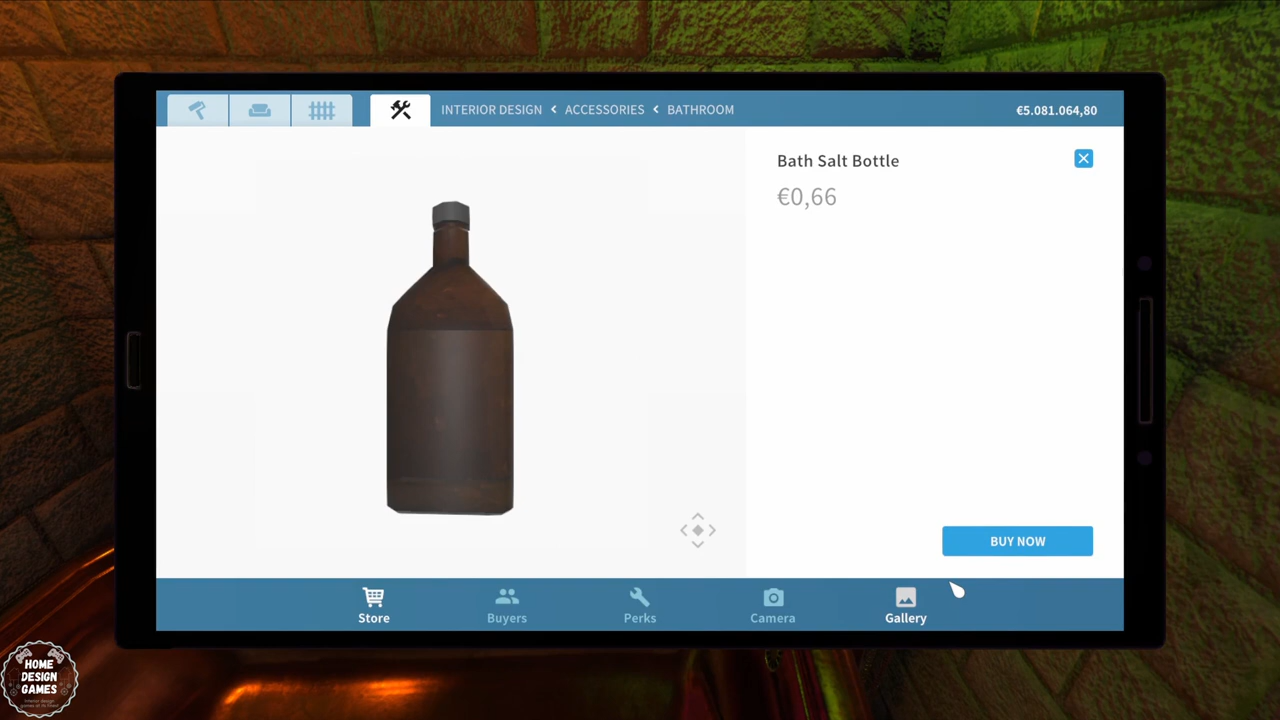 INTERIOR DESIGN < ACCESSORIES < BATHROOM
€5.081.064,80
Bath Salt Bottle
€0,66
BUY NOW
Store
Buyers
Perks
Camera
Gallery
HOME
DESIGN
GAMES